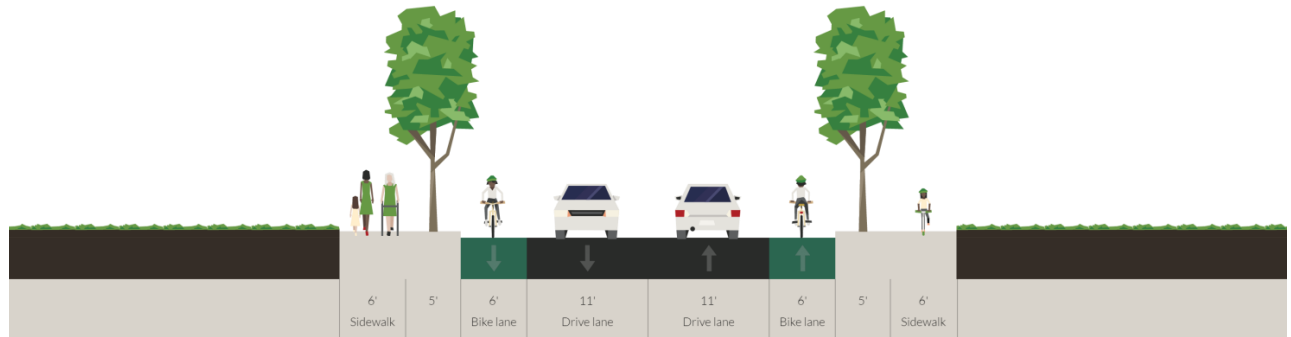 6' 5' 6' 11' 11' 6' 5' 6'
Sidewalk Bike lane Drive lane Drive lane Bike lane Sidewalk